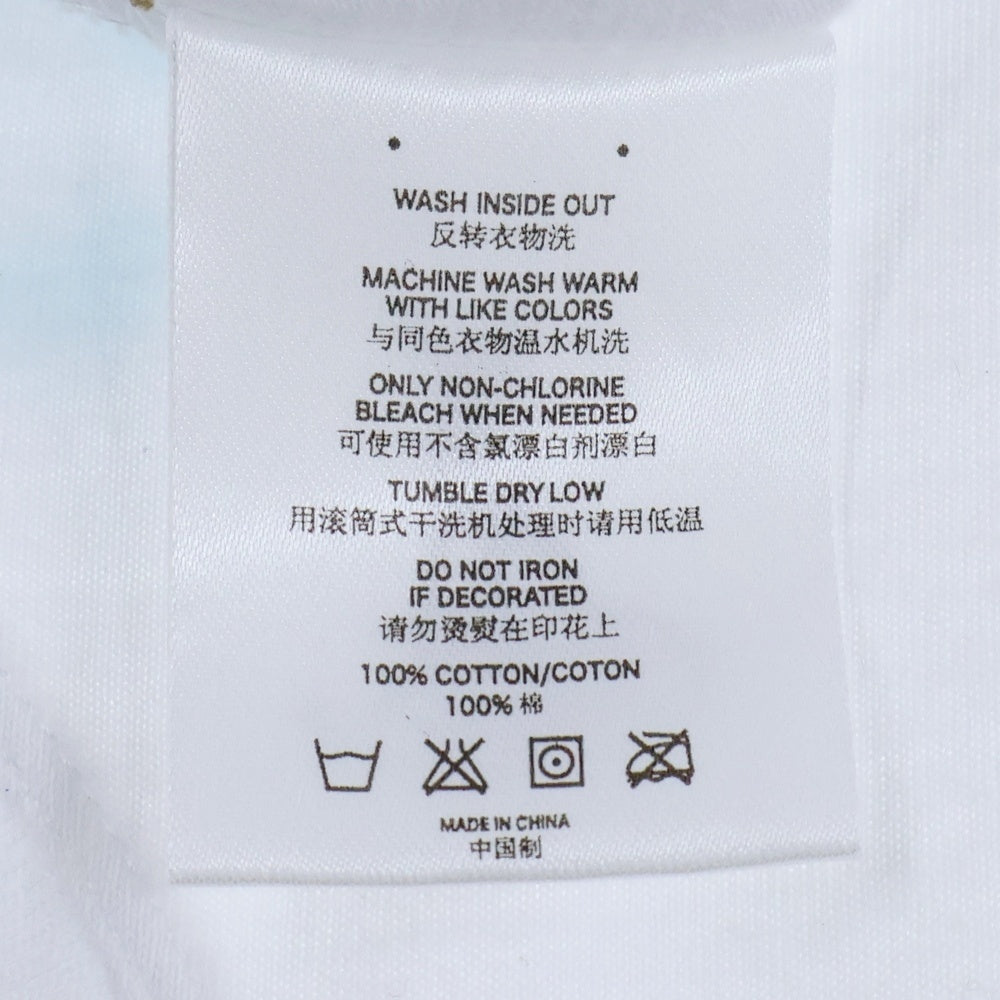 WASH INSIDE OUT
反转衣物洗
MACHINE WASH WARM
WITH LIKE COLORS
与同色衣物温水机洗
ONLY NON-CHLORINE
BLEACH WHEN NEEDED
可使用不含氯漂白剂漂白
TUMBLE DRY LOW
用滚筒式干洗机处理时请用低温
DO NOT IRON
IF DECORATED
请勿烫熨在印花上
100% COTTON/COTON
100% 棉
MADE IN CHINA
中国制